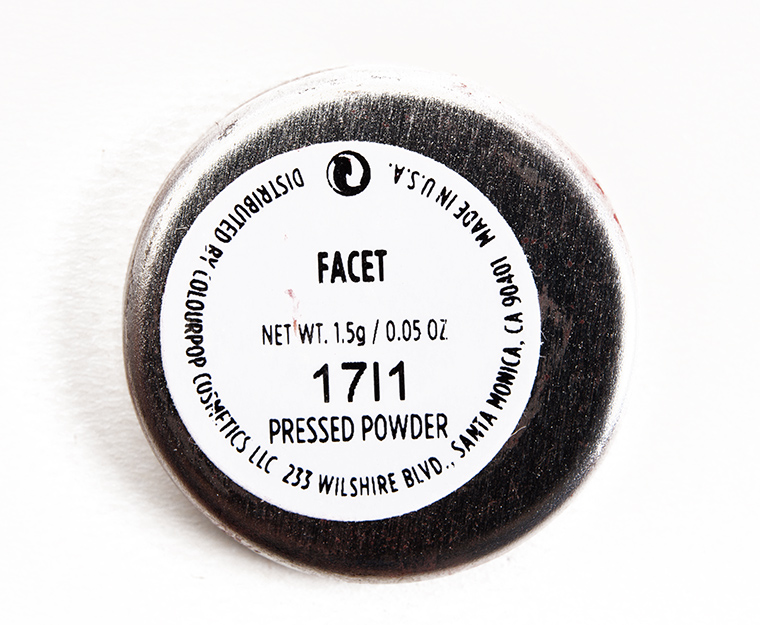 FACET
NET WT. 1.5g / 0.05 OZ
17I1
PRESSED POWDER
DISTRIBUTED BY COLOURPOP COSMETICS LLC 233 WILSHIRE BLVD., SANTA MONICA, CA 90401 MADE IN U.S.A.